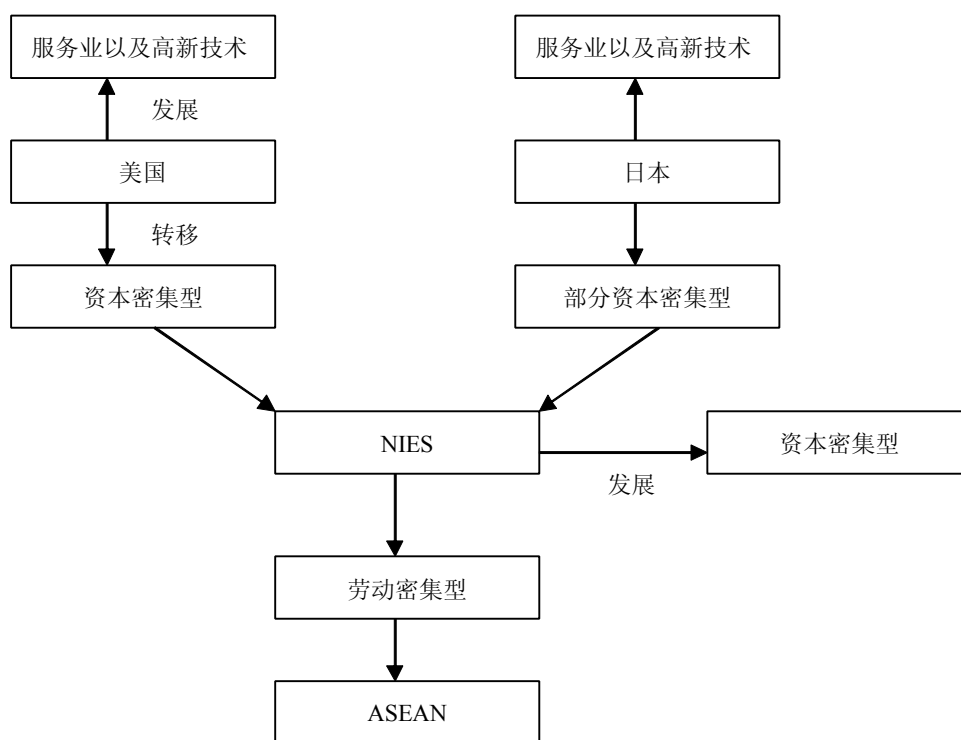 服务业以及高新技术
服务业以及高新技术
发展
美国
日本
转移
资本密集型
部分资本密集型
NIES
资本密集型
发展
劳动密集型
ASEAN